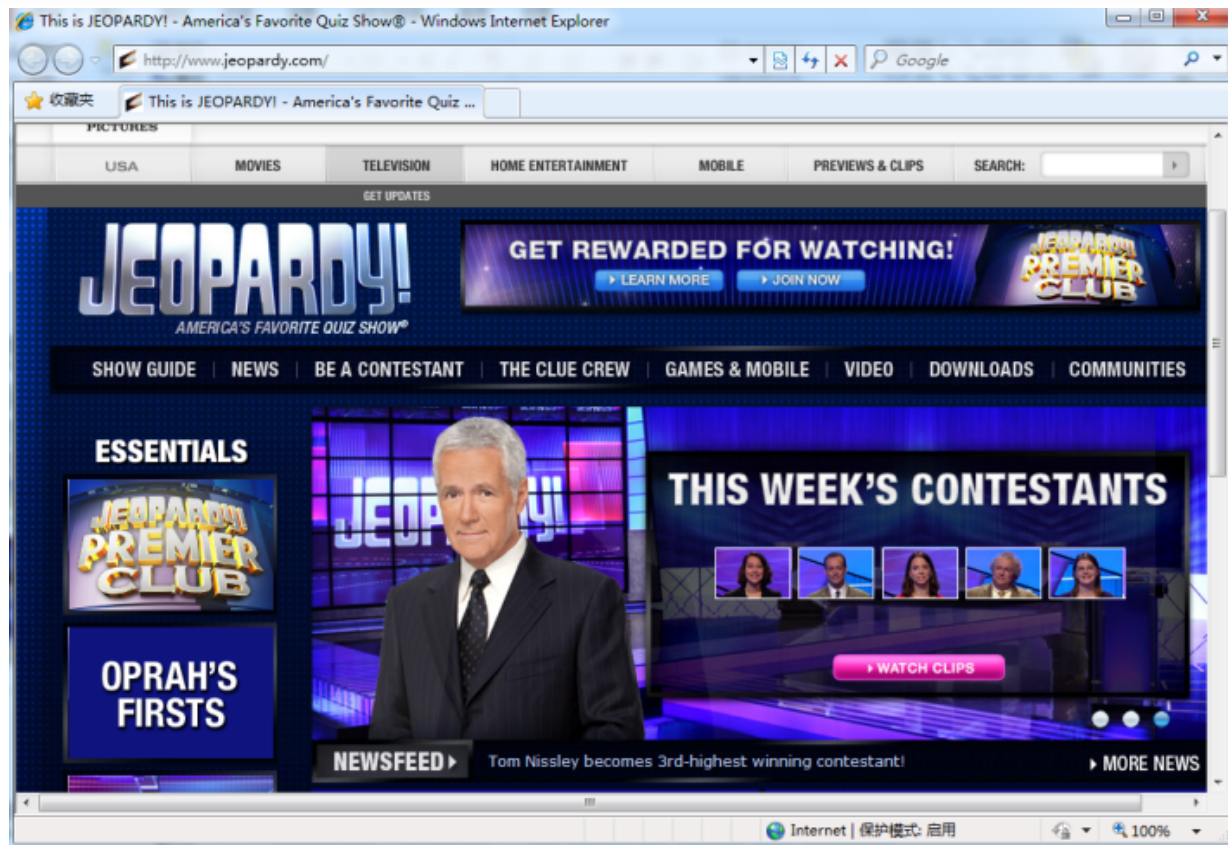 This is JEOPARDY! - America's Favorite Quiz Show® - Windows Internet Explorer
http://www.jeopardy.com/
Google
收藏夹
This is JEOPARDY! - America's Favorite Quiz ...
PICTURES
USA MOVIES TELEVISION HOME ENTERTAINMENT MOBILE PREVIEWS & CLIPS SEARCH:
GET UPDATES
JEOPARDY!
AMERICA'S FAVORITE QUIZ SHOW®
GET REWARDED FOR WATCHING!
LEARN MORE JOIN NOW
JEOPARDY!
PREMIER
CLUB
SHOW GUIDE | NEWS | BE A CONTESTANT | THE CLUE CREW | GAMES & MOBILE | VIDEO | DOWNLOADS | COMMUNITIES
ESSENTIALS
JEOPARDY!
PREMIER
CLUB
OPRAH'S
FIRSTS
JEOPARDY!
THIS WEEK'S CONTESTANTS
WATCH CLIPS
NEWSFEED
Tom Nissley becomes 3rd-highest winning contestant!
MORE NEWS
Internet | 保护模式: 启用
100%